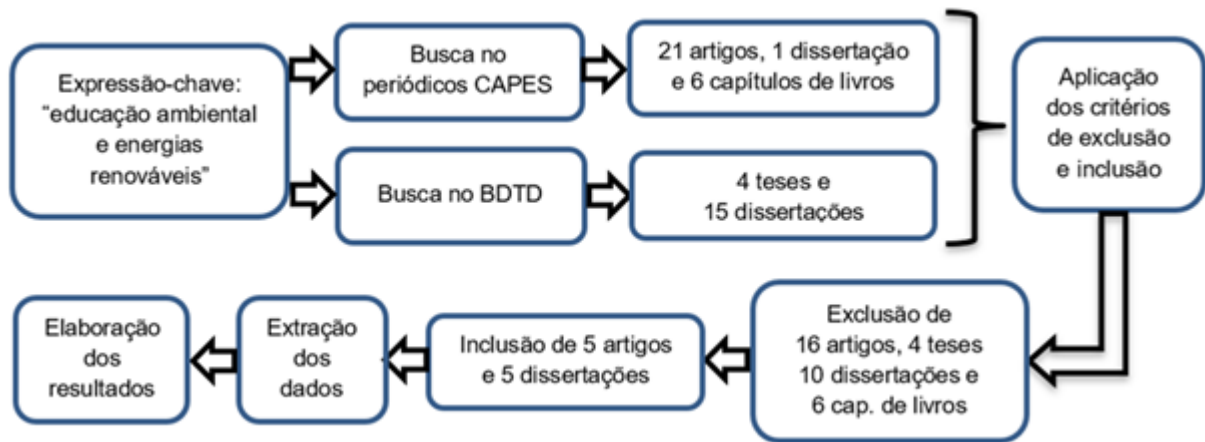 Expressão-chave:
“educação ambiental
e energias
renováveis”
Busca no
periódicos CAPES
21 artigos, 1 dissertação
e 6 capítulos de livros
Busca no BDTD
4 teses e
15 dissertações
Aplicação
dos critérios
de exclusão
e inclusão
Exclusão de
16 artigos, 4 teses
10 dissertações e
6 cap. de livros
Inclusão de 5 artigos
e 5 dissertações
Extração
dos
dados
Elaboração
dos
resultados